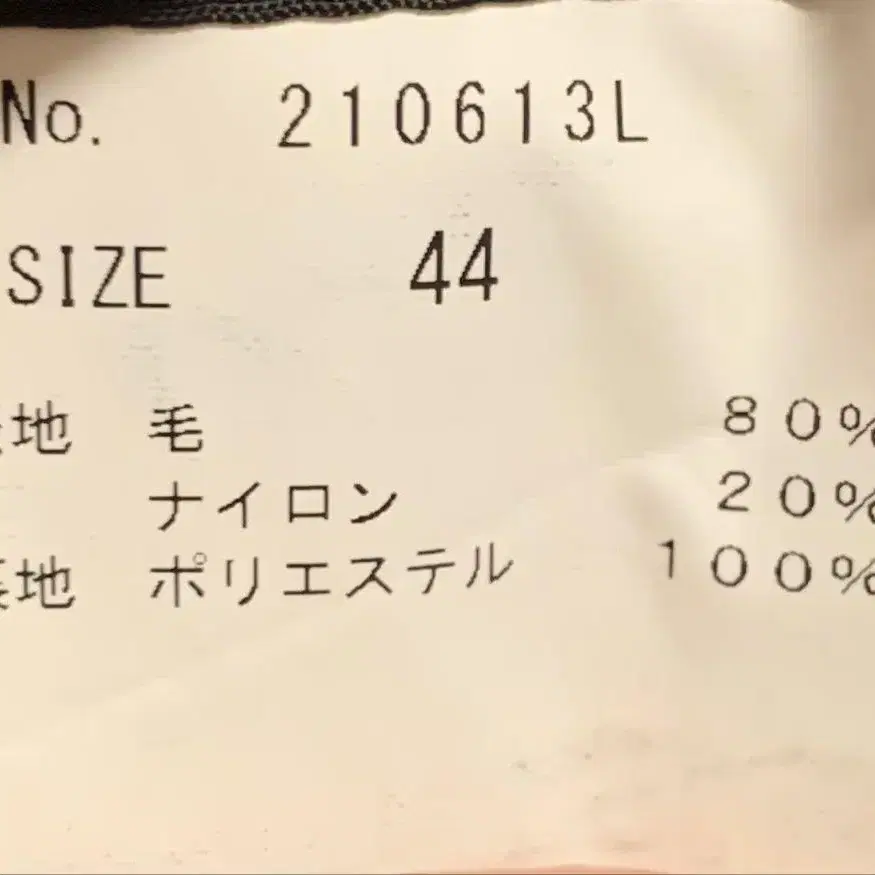 No. 210613L
SIZE 44
地 毛 80%
ナイロン 20%
裏地 ポリエステル 100%